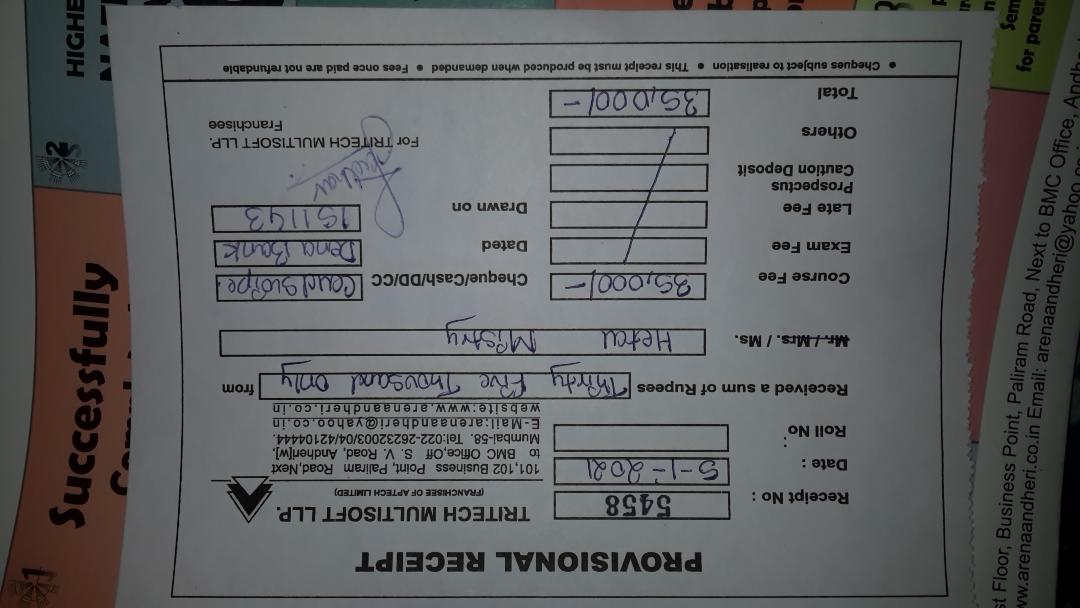 PROVISIONAL RECEIPT
TRITECH MULTISOFT LLP.
(FRANCHISEE OF APTECH LIMITED)
101,102 Business Point, Paliram Road,Next
to BMC Office,Off S. V. Road, Andheri[w].
Mumbai-58. Tel:022-26232003/04/42104444.
E-Mail:arenaandheri@yahoo.co.in
website:www.arenaandheri.co.in
Receipt No : 5458
Date : 5-1-2021
Roll No :
Received a sum of Rupees Thirty Five Thousand only from
Mr. / Mrs. / Ms. Hetal Mistry
Course Fee 35,000/- Cheque/Cash/DD/CC Card Swipe.
Exam Fee Dated Dena Bank
Late Fee Drawn on 151143
Prospectus
Caution Deposit
Others
Total 35,000/-
For TRITECH MULTISOFT LLP.
Franchisee
• Cheques subject to realisation • This receipt must be produced when demanded • Fees once paid are not refundable
1 Successfully
2 HIGHE
for paren
st Floor, Business Point, Paliram Road, Next to BMC Office, Andhe
ww.arenaandheri.co.in Email: arenaandheri@yahoo.co.in